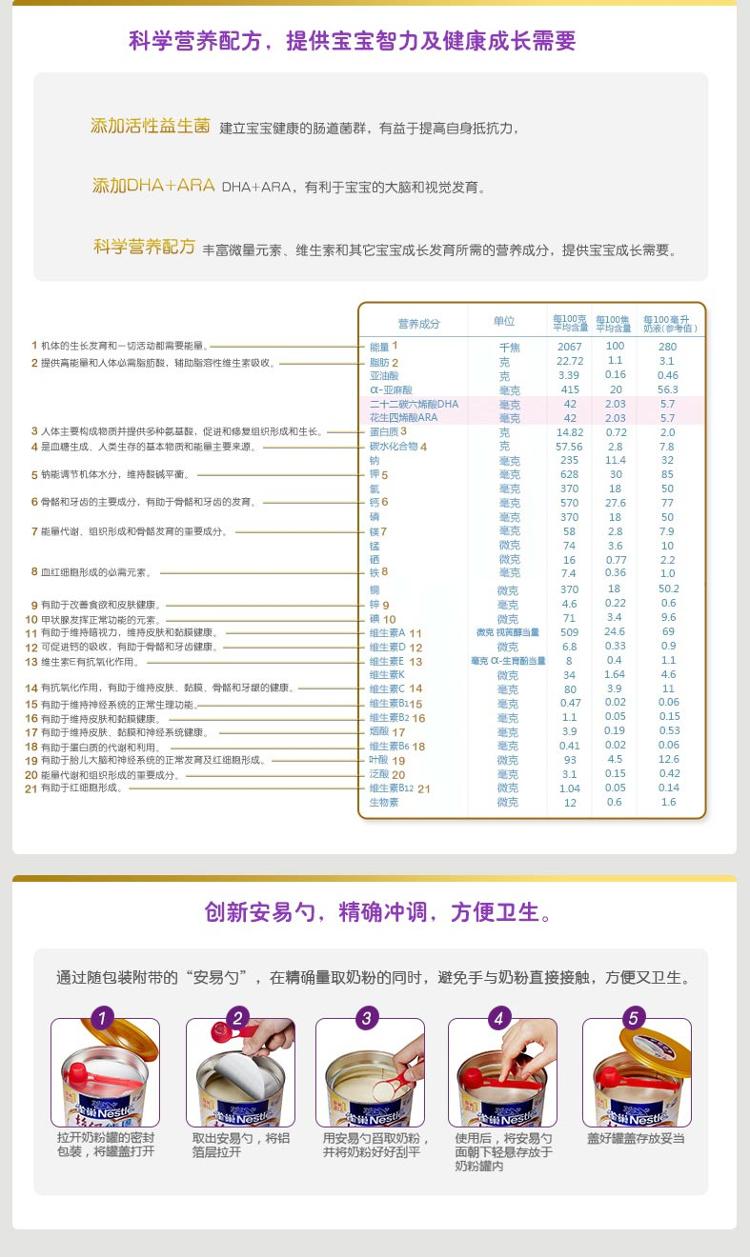 科学营养配方，提供宝宝智力及健康成长需要
添加活性益生菌 建立宝宝健康的肠道菌群，有益于提高自身抵抗力，
添加DHA+ARA DHA+ARA，有利于宝宝的大脑和视觉发育。
科学营养配方 丰富微量元素、维生素和其它宝宝成长发育所需的营养成分，提供宝宝成长需要。
营养成分 单位 每100克平均含量 每100焦平均含量 每100毫升奶液(参考值)
1 机体的生长发育和一切活动都需要能量。 能量 1 千焦 2067 100 280
2 提供高能量和人体必需脂肪酸，辅助脂溶性维生素吸收。 脂肪 2 克 22.72 1.1 3.1
亚油酸 克 3.39 0.16 0.46
α-亚麻酸 毫克 415 20 56.3
二十二碳六烯酸DHA 毫克 42 2.03 5.7
花生四烯酸ARA 毫克 42 2.03 5.7
3 人体主要构成物质并提供多种氨基酸，促进和修复组织形成和生长。 蛋白质 3 克 14.82 0.72 2.0
4 是血糖生成、人类生存的基本物质和能量主要来源。 碳水化合物 4 克 57.56 2.8 7.8
钠 毫克 235 11.4 32
5 钠能调节机体水分，维持酸碱平衡。 钾 5 毫克 628 30 85
氯 毫克 370 18 50
6 骨骼和牙齿的主要成分，有助于骨骼和牙齿的发育。 钙 6 毫克 570 27.6 77
磷 毫克 370 18 50
7 能量代谢、组织形成和骨骼发育的重要成分。 镁 7 毫克 58 2.8 7.9
锰 微克 74 3.6 10
硒 微克 16 0.77 2.2
8 血红细胞形成的必需元素。 铁 8 毫克 7.4 0.36 1.0
铜 微克 370 18 50.2
9 有助于改善食欲和皮肤健康。 锌 9 毫克 4.6 0.22 0.6
10 甲状腺发挥正常功能的元素。 碘 10 微克 71 3.4 9.6
11 有助于维持暗视力，维持皮肤和黏膜健康。 维生素A 11 微克 视黄醇当量 509 24.6 69
12 可促进钙的吸收，有助于骨骼和牙齿健康。 维生素D 12 微克 6.8 0.33 0.9
13 维生素E有抗氧化作用。 维生素E 13 毫克 α-生育酚当量 8 0.4 1.1
维生素K 微克 34 1.64 4.6
14 有抗氧化作用，有助于维持皮肤、黏膜、骨骼和牙龈的健康。 维生素C 14 毫克 80 3.9 11
15 有助于维持神经系统的正常生理功能。 维生素B1 15 毫克 0.47 0.02 0.06
16 有助于维持皮肤和黏膜健康。 维生素B2 16 毫克 1.1 0.05 0.15
17 有助于维持皮肤、黏膜和神经系统健康。 烟酸 17 毫克 3.9 0.19 0.53
18 有助于蛋白质的代谢和利用。 维生素B6 18 毫克 0.41 0.02 0.06
19 有助于胎儿大脑和神经系统的正常发育及红细胞形成。 叶酸 19 微克 93 4.5 12.6
20 能量代谢和组织形成的重要成分。 泛酸 20 毫克 3.1 0.15 0.42
21 有助于红细胞形成。 维生素B12 21 微克 1.04 0.05 0.14
生物素 微克 12 0.6 1.6
创新安易勺，精确冲调，方便卫生。
通过随包装附带的“安易勺”，在精确量取奶粉的同时，避免手与奶粉直接接触，方便又卫生。
1 2 3 4 5
雀巢 Nestlé
雀巢 Nestlé
雀巢 Nestlé
雀巢 Nestlé
雀巢 Nestlé
拉开奶粉罐的密封
包装，将罐盖打开
取出安易勺，将铝
箔层拉开
用安易勺舀取奶粉，
并将奶粉好好刮平
使用后，将安易勺
面朝下轻悬存放于
奶粉罐内
盖好罐盖存放妥当